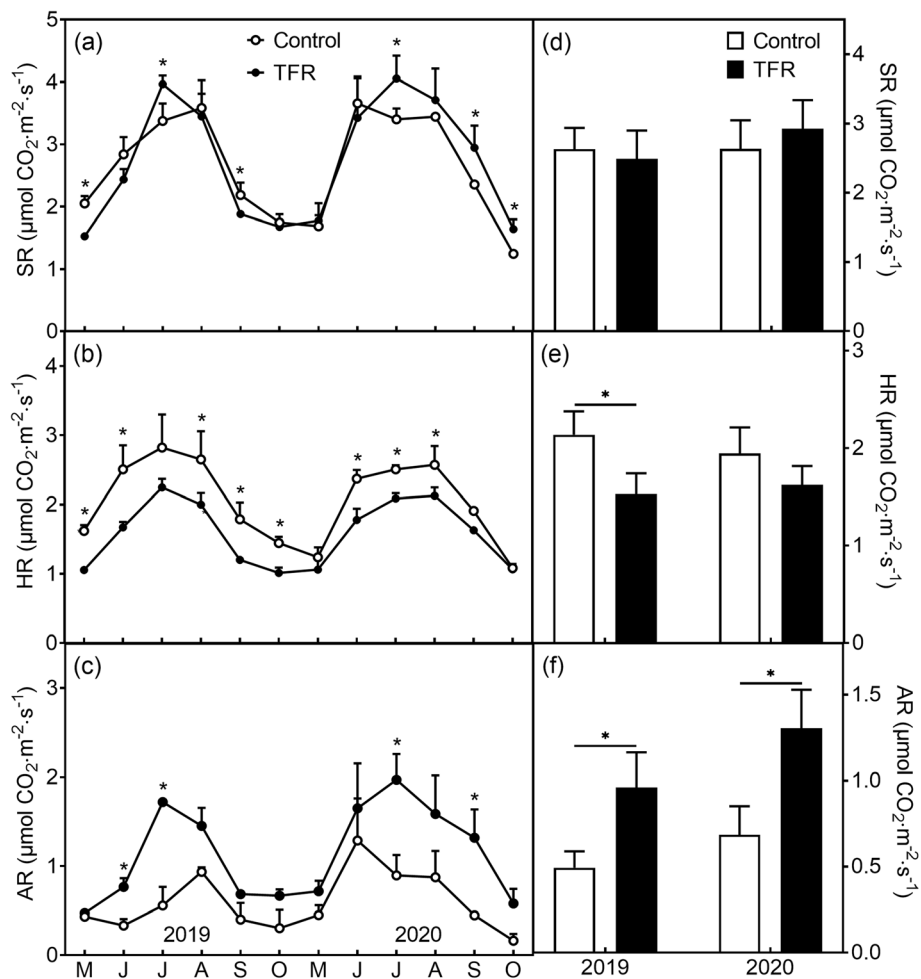 (a)
Control
TFR
SR (µmol CO₂·m⁻²·s⁻¹)
5
4
3
2
1
0
* * * * * *
(d)
Control
TFR
SR (µmol CO₂·m⁻²·s⁻¹)
4
3
2
1
0
(b)
HR (µmol CO₂·m⁻²·s⁻¹)
4
3
2
1
0
* * * * * * * *
(e)
*
HR (µmol CO₂·m⁻²·s⁻¹)
3
2
1
0
(c)
AR (µmol CO₂·m⁻²·s⁻¹)
3
2
1
0
* * * *
2019 2020
M J J A S O M J J A S O
(f)
* *
AR (µmol CO₂·m⁻²·s⁻¹)
1.5
1.0
0.5
0.0
2019 2020